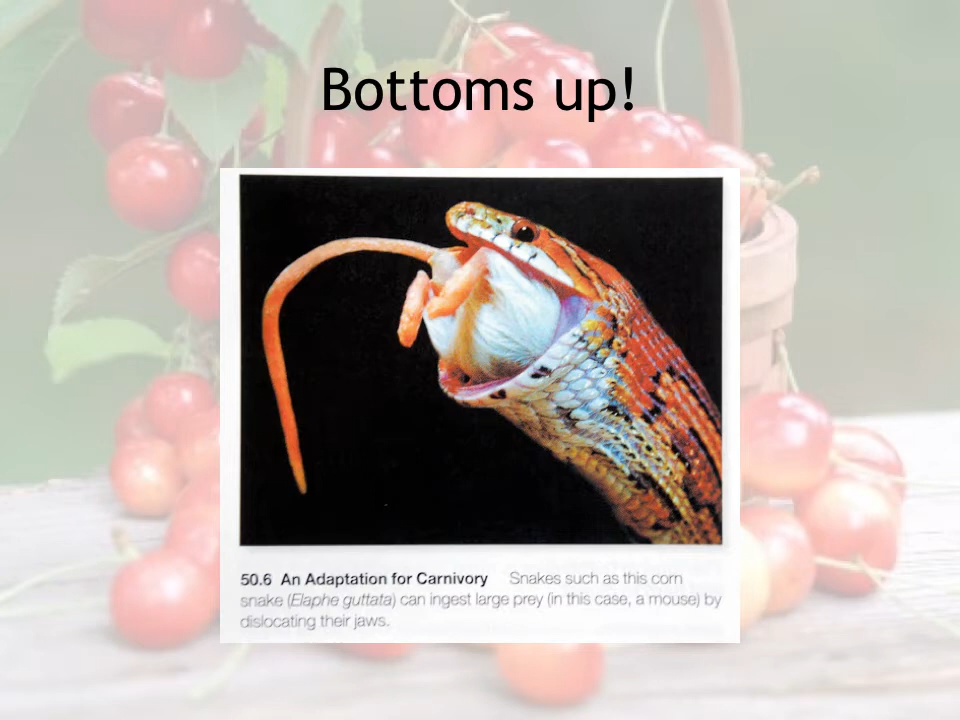 Bottoms up!
50.6 An Adaptation for Carnivory Snakes such as this corn
snake (Elaphe guttata) can ingest large prey (in this case, a mouse) by
dislocating their jaws.